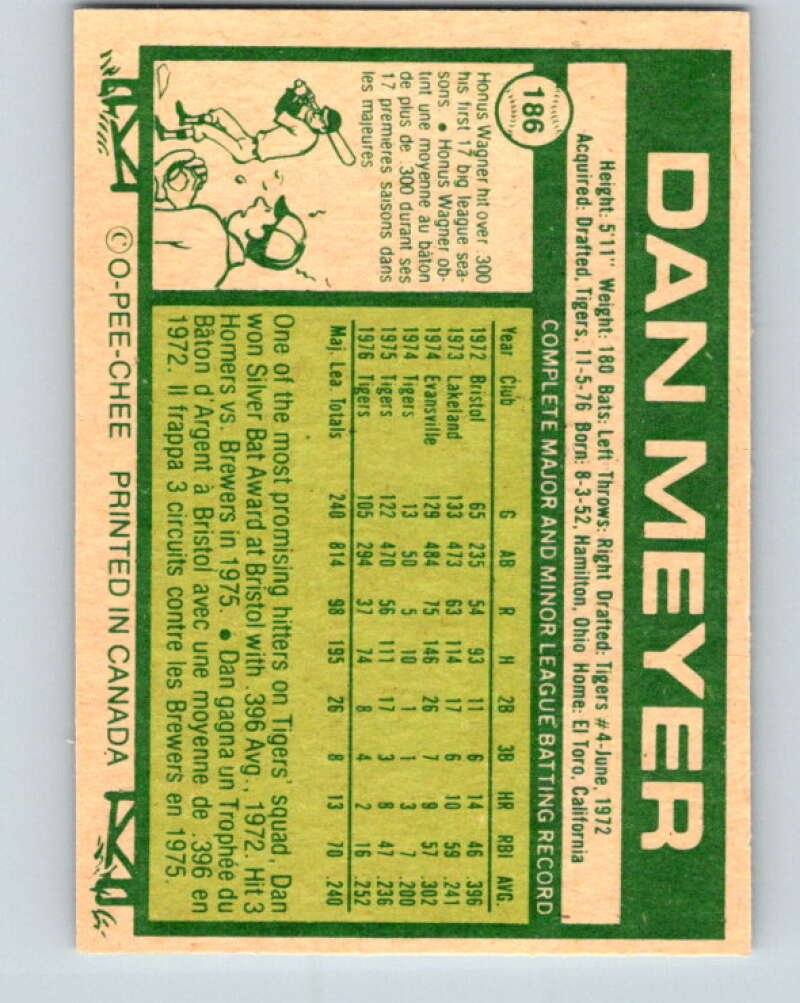 186
DAN MEYER
Height: 5'11" Weight: 180 Bats: Left Throws: Right Drafted: Tigers #4-June, 1972
Acquired: Drafted, Tigers, 11-5-76 Born: 8-3-52, Hamilton, Ohio Home: El Toro, California
COMPLETE MAJOR AND MINOR LEAGUE BATTING RECORD
Year Club G AB R H 2B 3B HR RBI AVG.
1972 Bristol 65 235 54 93 11 6 14 46 .396
1973 Lakeland 133 473 63 114 17 6 10 59 .241
1974 Evansville 129 484 75 146 26 7 9 57 .302
1974 Tigers 13 50 5 10 1 1 3 7 .200
1975 Tigers 122 470 56 111 17 3 8 47 .236
1976 Tigers 105 294 37 74 8 4 2 16 .252
Maj. Lea. Totals 240 814 98 195 26 8 13 70 .240
One of the most promising hitters on Tigers' squad, Dan
won Silver Bat Award at Bristol with .396 Avg., 1972. Hit 3
Homers vs. Brewers in 1975. • Dan gagna un Trophée du
Bâton d'Argent à Bristol avec une moyenne de .396 en
1972. Il frappa 3 circuits contre les Brewers en 1975.
Honus Wagner hit over .300
his first 17 big league sea-
sons. • Honus Wagner ob-
tint une moyenne au bâton
de plus de .300 durant ses
17 premières saisons dans
les majeures
©O-PEE-CHEE PRINTED IN CANADA